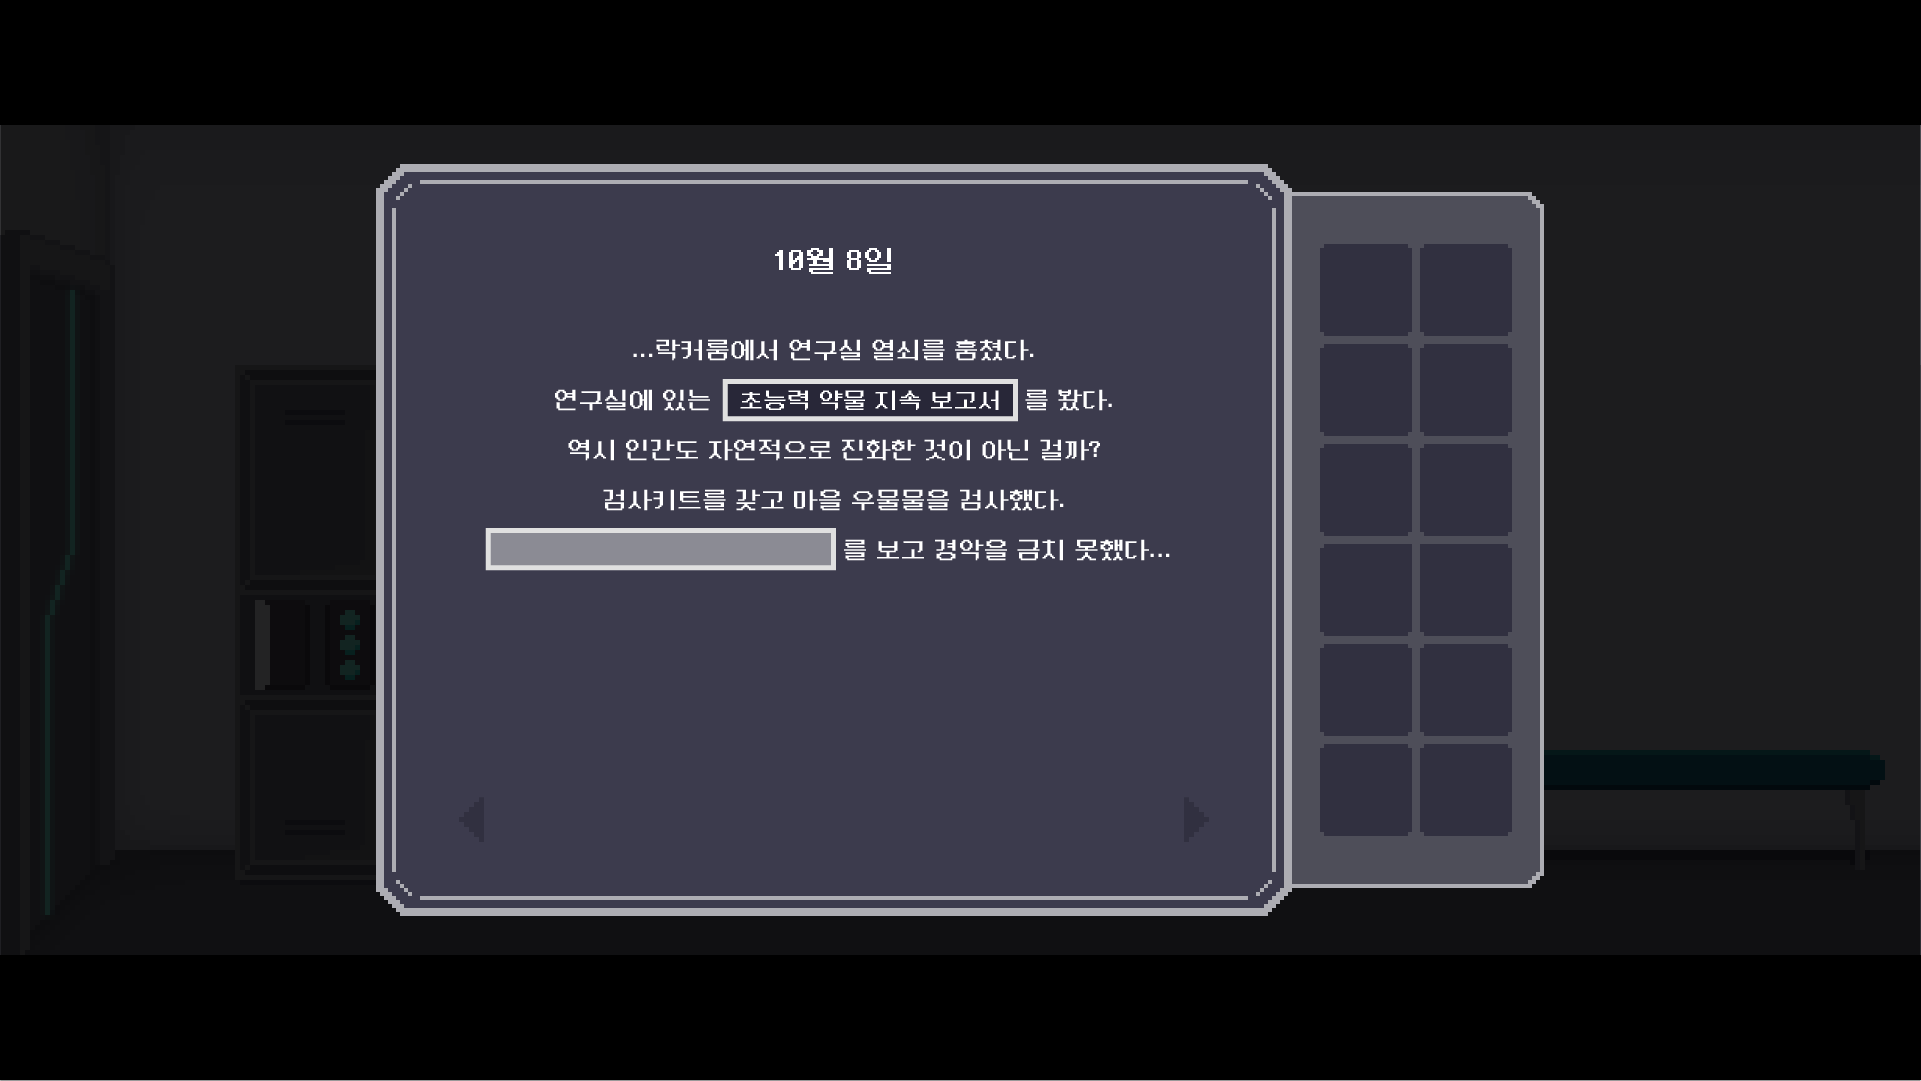 10월 8일
...락커룸에서 연구실 열쇠를 훔쳤다.
연구실에 있는 초능력 약물 지속 보고서 를 봤다.
역시 인간도 자연적으로 진화한 것이 아닌 걸까?
검사키트를 갖고 마을 우물물을 검사했다.
를 보고 경악을 금치 못했다...